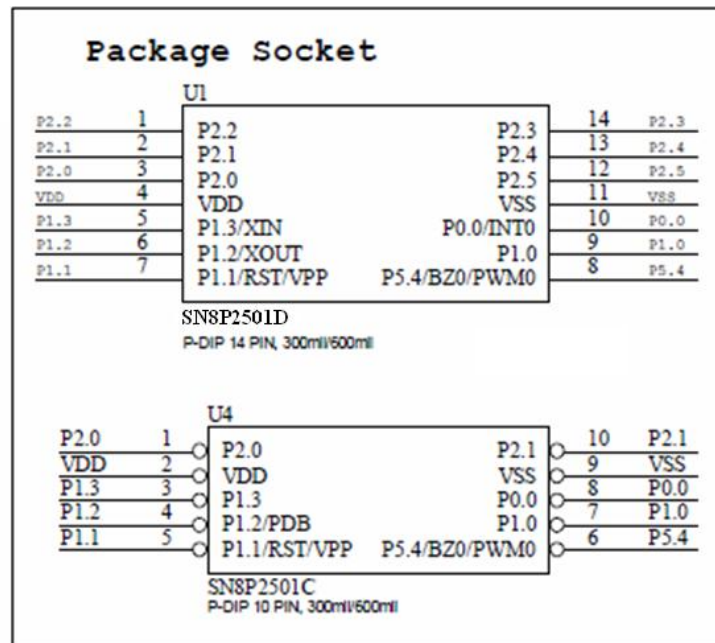 Package Socket
U1
P2.2 1 P2.2 P2.3 14 P2.3
P2.1 2 P2.1 P2.4 13 P2.4
P2.0 3 P2.0 P2.5 12 P2.5
VDD 4 VDD VSS 11 VSS
P1.3 5 P1.3/XIN P0.0/INT0 10 P0.0
P1.2 6 P1.2/XOUT P1.0 9 P1.0
P1.1 7 P1.1/RST/VPP P5.4/BZ0/PWM0 8 P5.4
SN8P2501D
P-DIP 14 PIN, 300mil/600mil
U4
P2.0 1 P2.0 P2.1 10 P2.1
VDD 2 VDD VSS 9 VSS
P1.3 3 P1.3 P0.0 8 P0.0
P1.2 4 P1.2/PDB P1.0 7 P1.0
P1.1 5 P1.1/RST/VPP P5.4/BZ0/PWM0 6 P5.4
SN8P2501C
P-DIP 10 PIN, 300mil/600mil